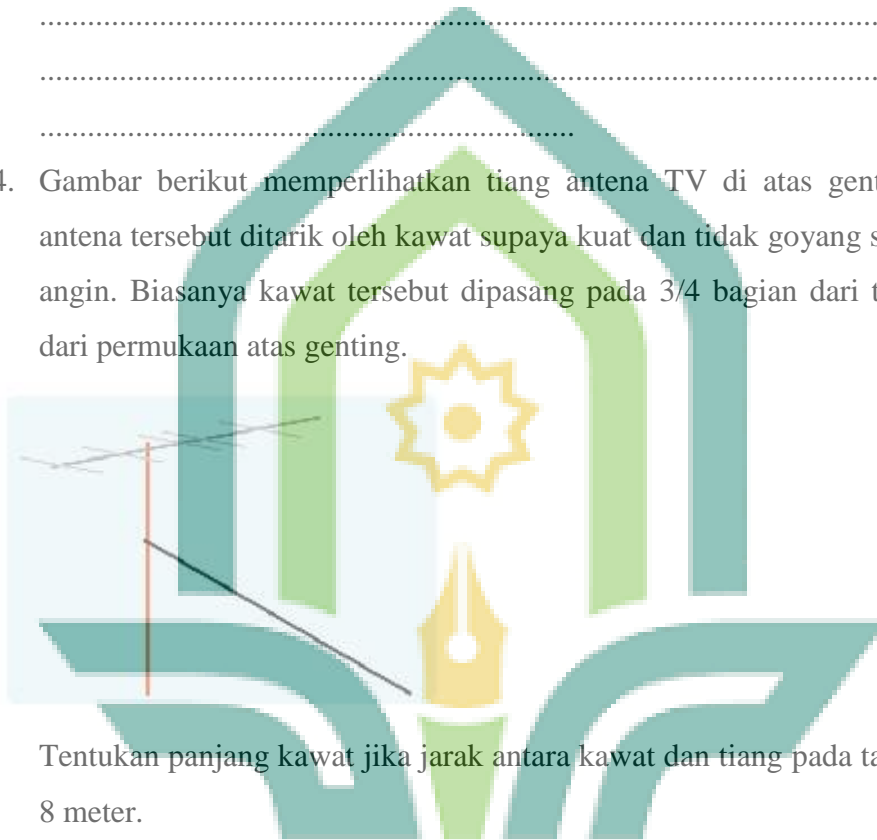 ...............................................................................................................
...............................................................................................................
......................................................................
4. Gambar berikut memperlihatkan tiang antena TV di atas
antena tersebut ditarik oleh kawat supaya kuat dan tidak goyang
angin. Biasanya kawat tersebut dipasang pada 3/4 bagian dari
dari permukaan atas genting.
Tentukan panjang kawat jika jarak antara kawat dan tiang pada
8 meter.